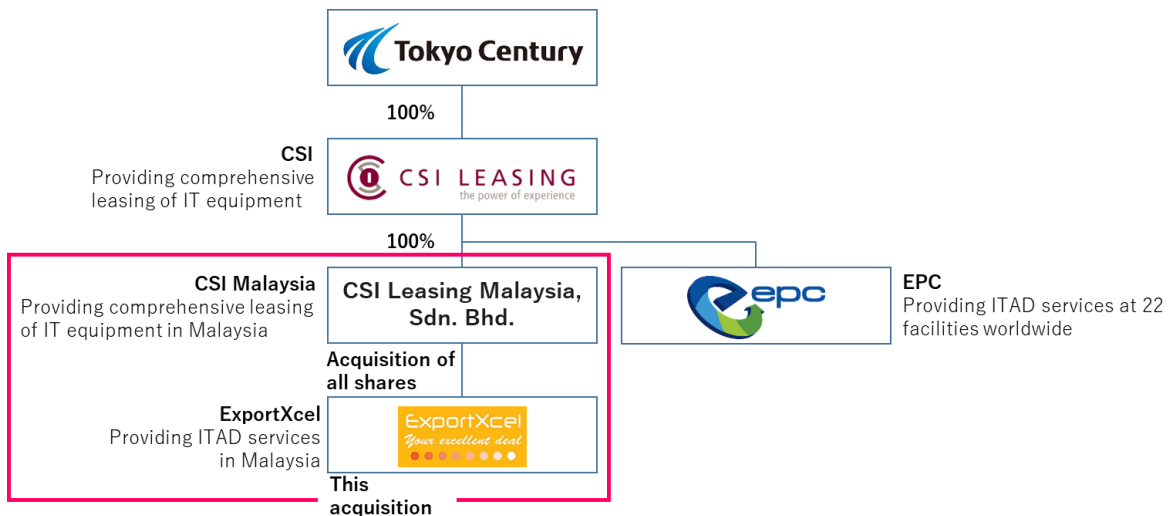 Tokyo Century
100%
CSI
Providing comprehensive
leasing of IT equipment
CSI LEASING
the power of experience
100%
CSI Malaysia
Providing comprehensive leasing
of IT equipment in Malaysia
CSI Leasing Malaysia,
Sdn. Bhd.
epc
EPC
Providing ITAD services at 22
facilities worldwide
Acquisition of
all shares
ExportXcel
Providing ITAD services
in Malaysia
ExportXcel
Your excellent deal
This
acquisition